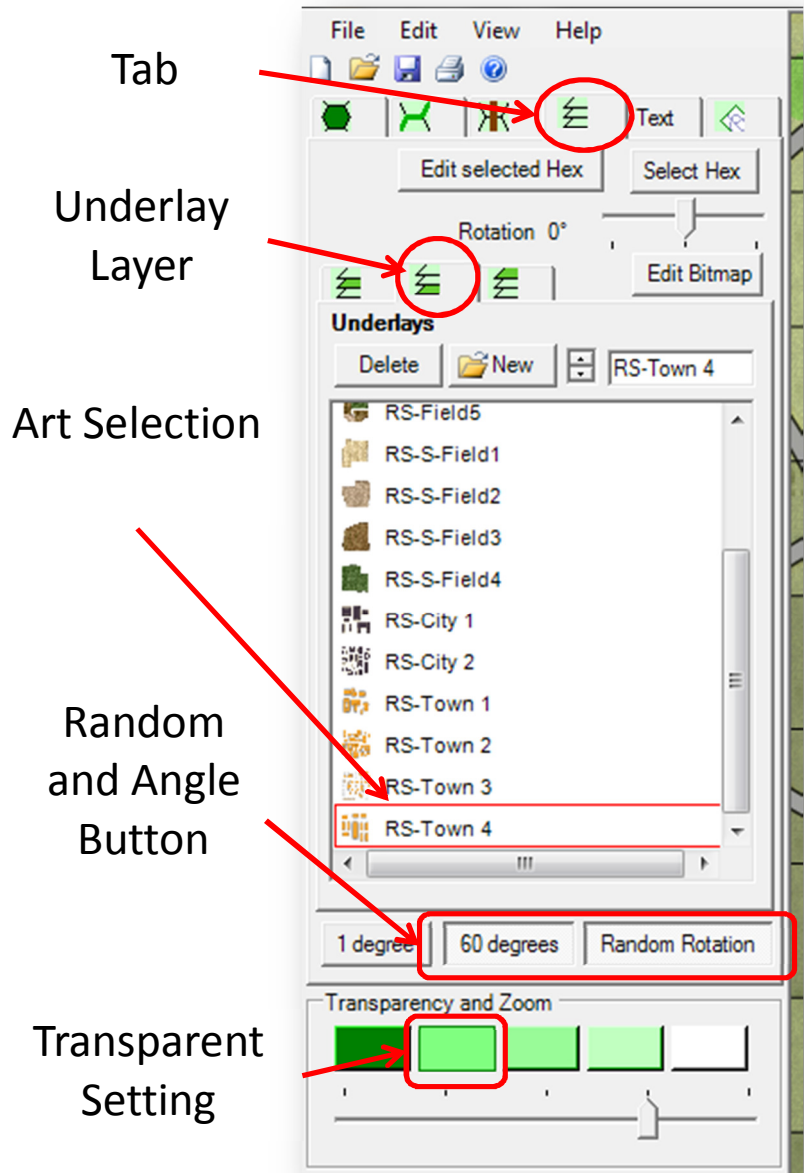 File Edit View Help
Tab
Text
Edit selected Hex Select Hex
Underlay
Layer
Rotation 0°
Edit Bitmap
Underlays
Delete New RS-Town 4
Art Selection
RS-Field5
RS-S-Field1
RS-S-Field2
RS-S-Field3
RS-S-Field4
RS-City 1
RS-City 2
RS-Town 1
RS-Town 2
RS-Town 3
RS-Town 4
Random
and Angle
Button
1 degree 60 degrees Random Rotation
Transparency and Zoom
Transparent
Setting